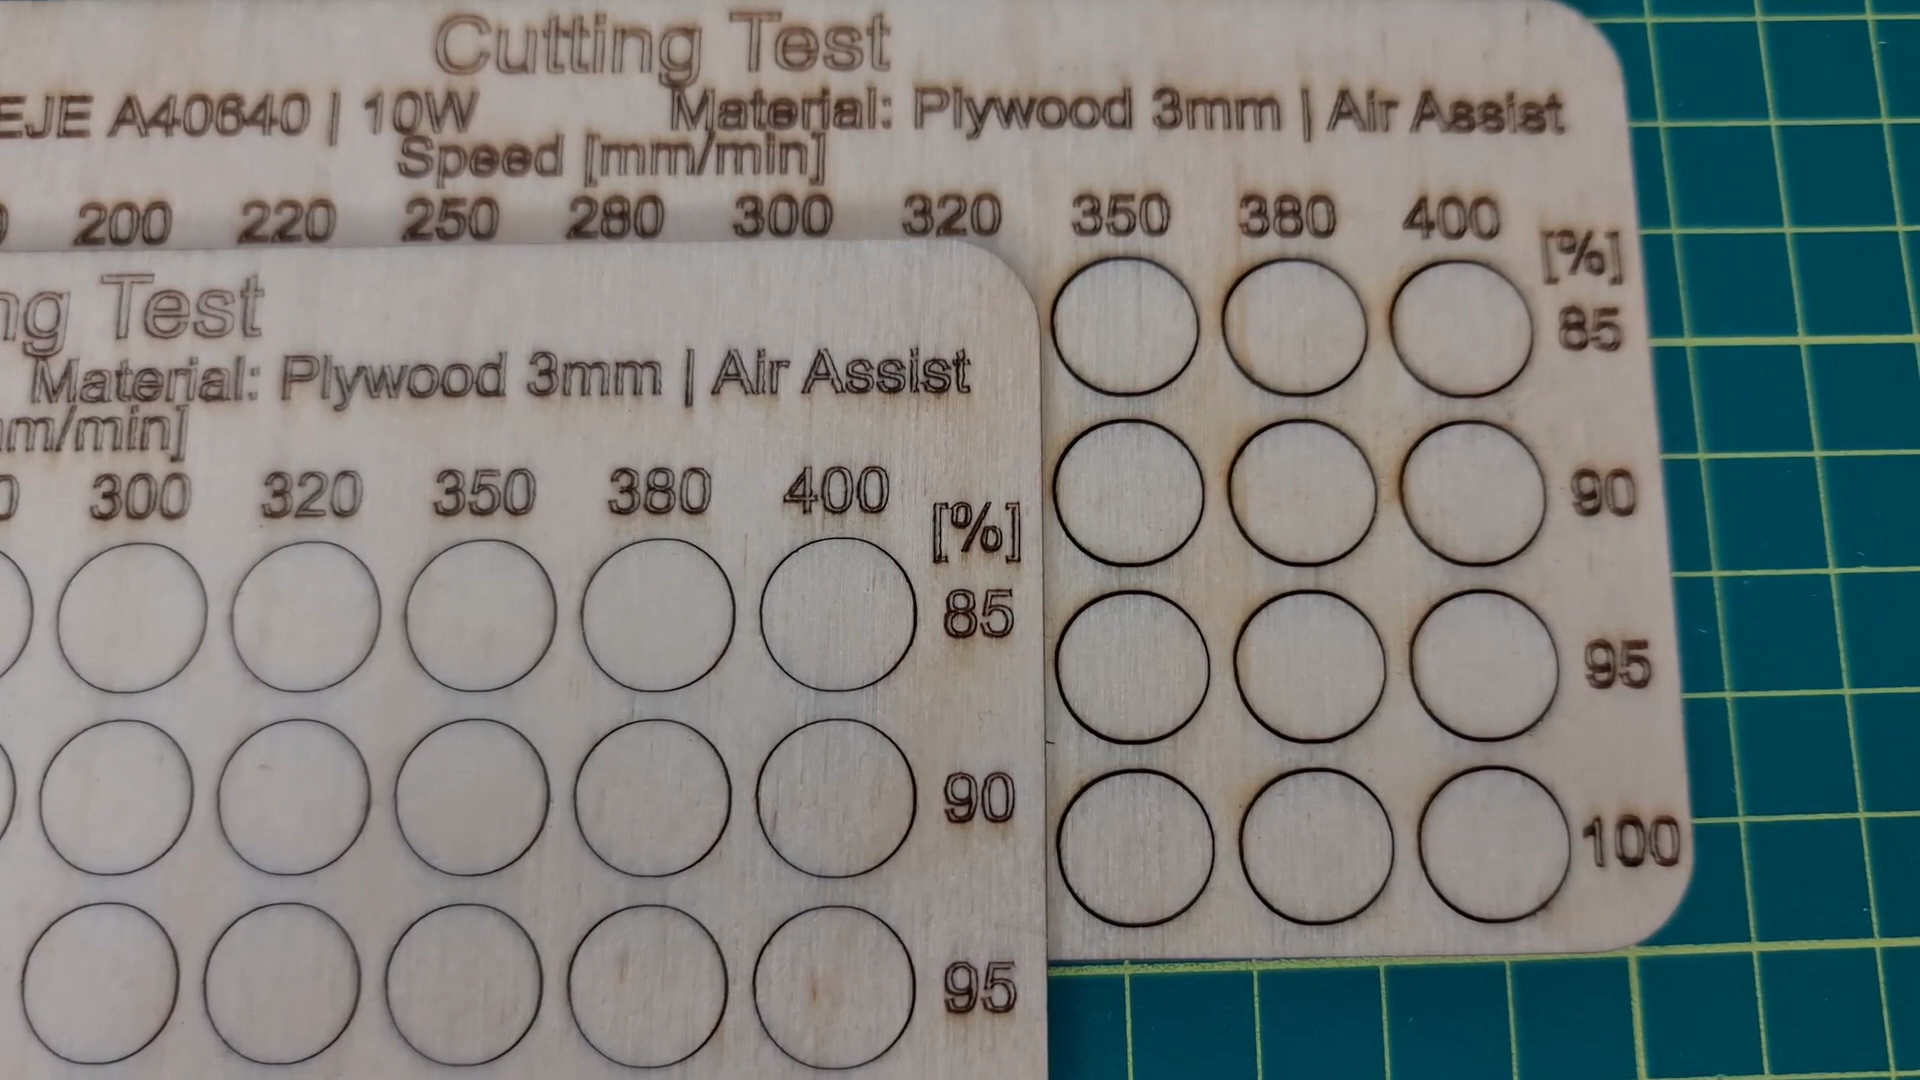 Cutting Test
EJE A40640 | 10W Material: Plywood 3mm | Air Assist
Speed [mm/min]
0 200 220 250 280 300 320 350 380 400
[%]
85
90
95
100
ng Test
Material: Plywood 3mm | Air Assist
mm/min]
0 300 320 350 380 400
[%]
85
90
95